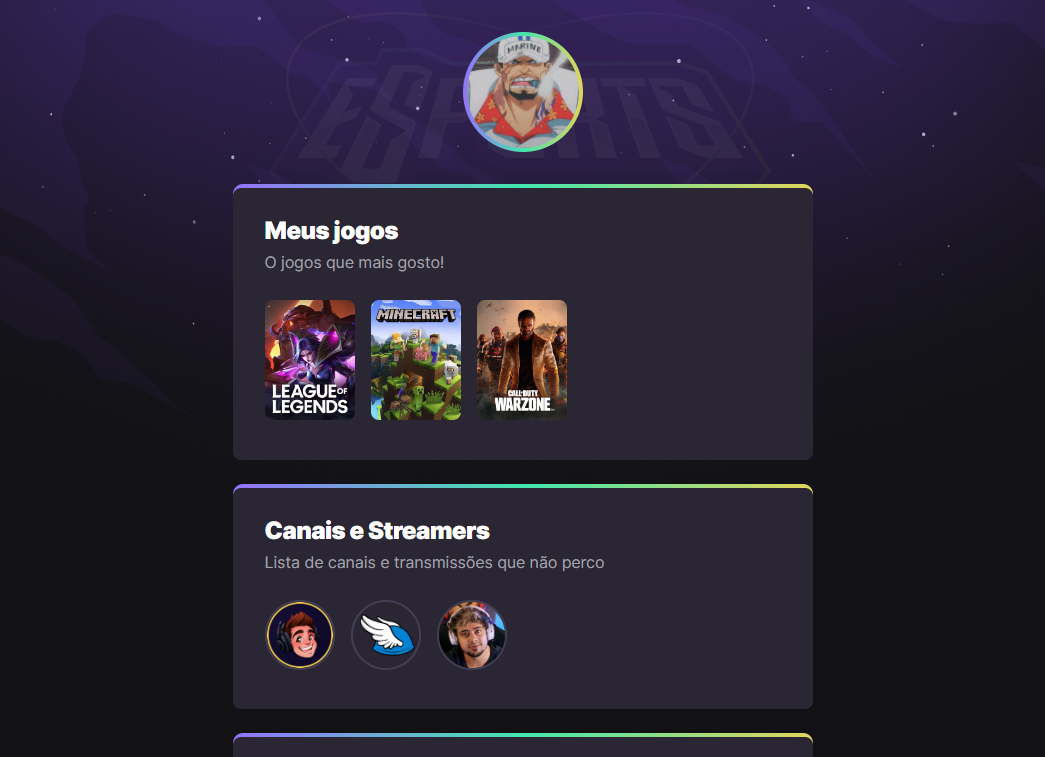 ESPORTS
MARINE
Meus jogos
O jogos que mais gosto!
LEAGUE OF
LEGENDS
MINECRAFT
CALL OF DUTY
WARZONE
Canais e Streamers
Lista de canais e transmissões que não perco